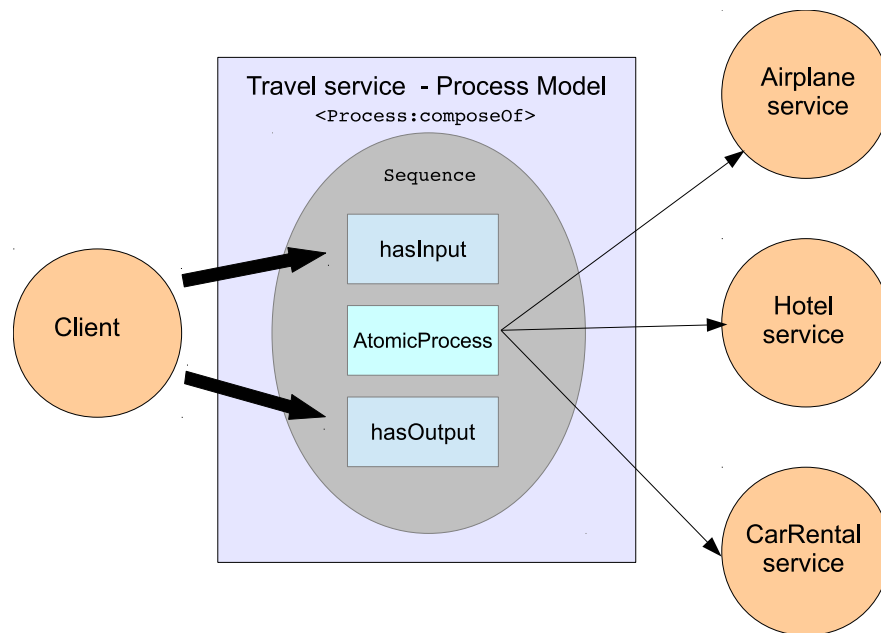 Travel service - Process Model
<Process:composeOf>
Sequence
hasInput
AtomicProcess
hasOutput
Client
Airplane
service
Hotel
service
CarRental
service